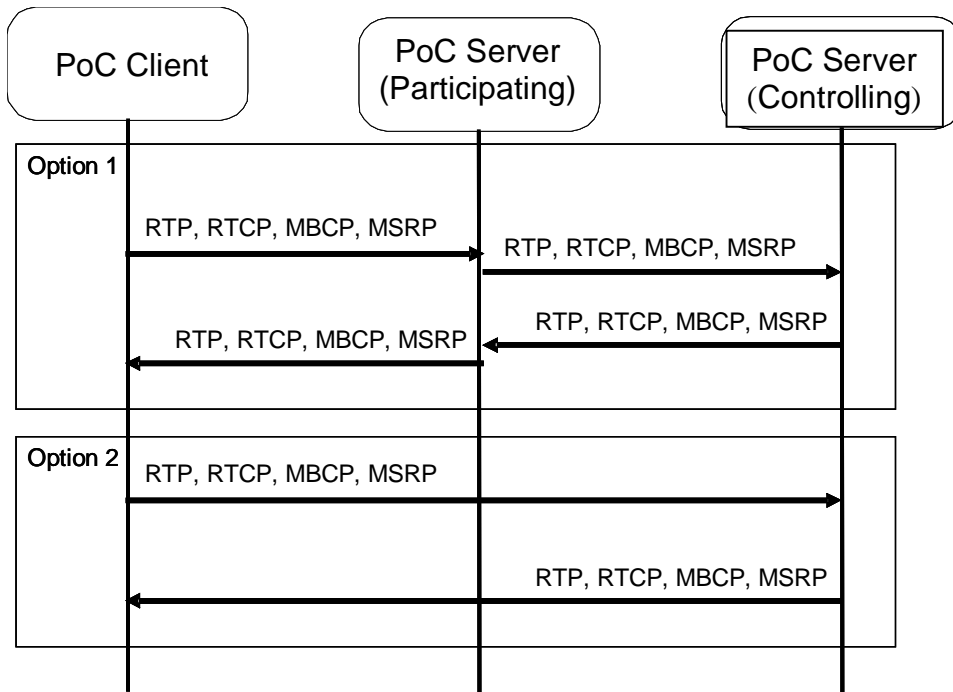 PoC Client
PoC Server
(Participating)
PoC Server
(Controlling)
Option 1
RTP, RTCP, MBCP, MSRP
RTP, RTCP, MBCP, MSRP
RTP, RTCP, MBCP, MSRP
RTP, RTCP, MBCP, MSRP
Option 2
RTP, RTCP, MBCP, MSRP
RTP, RTCP, MBCP, MSRP